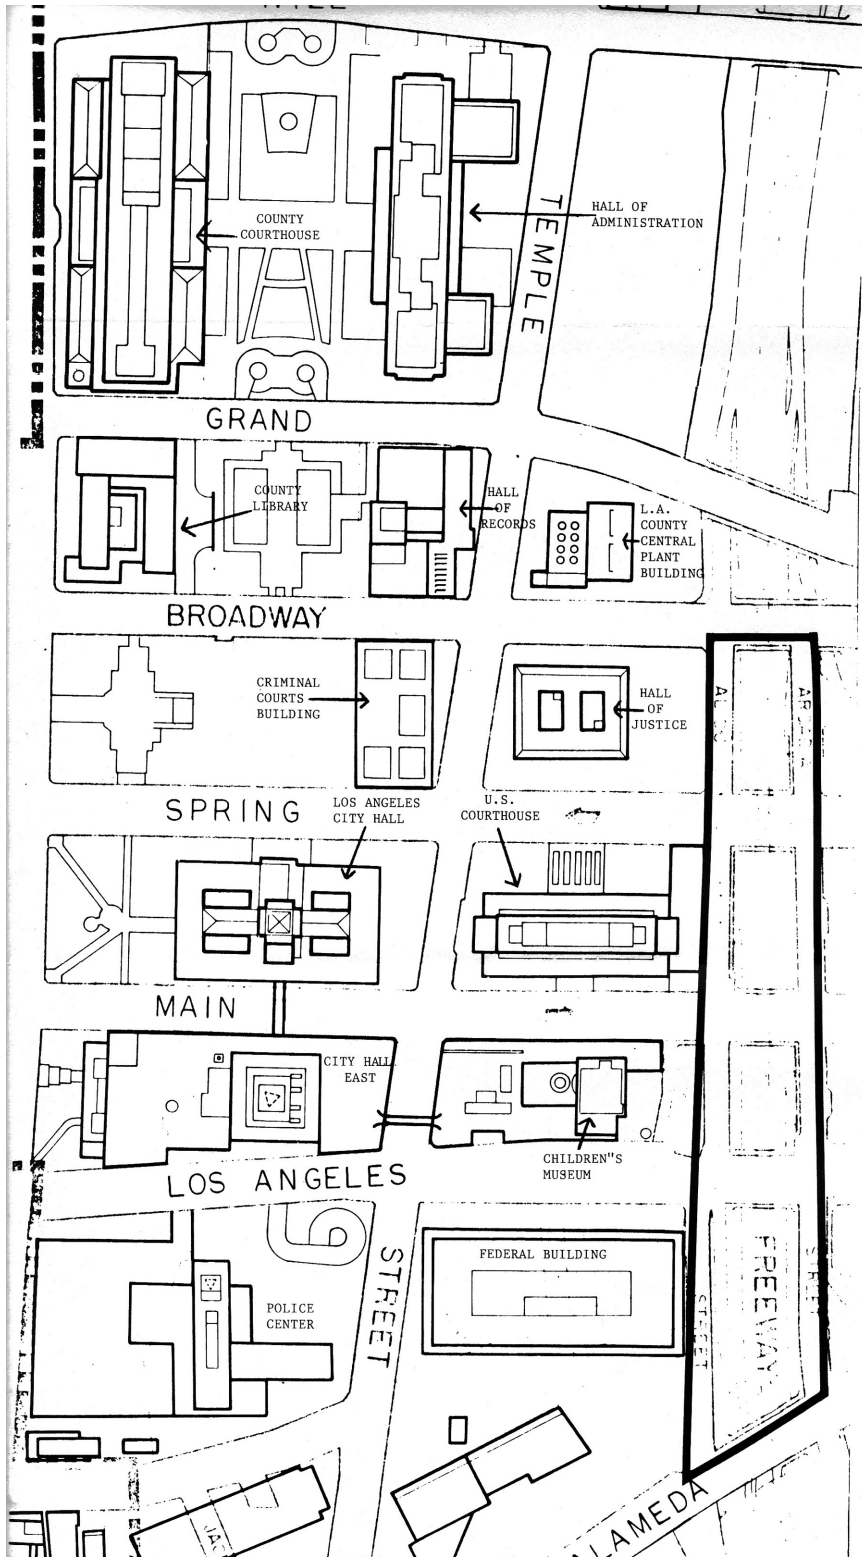 HALL OF
ADMINISTRATION
COUNTY
COURTHOUSE
TEMPLE
GRAND
COUNTY
LIBRARY
HALL
OF
RECORDS
L.A.
COUNTY
CENTRAL
PLANT
BUILDING
BROADWAY
CRIMINAL
COURTS
BUILDING
HALL
OF
JUSTICE
SPRING
LOS ANGELES
CITY HALL
U.S.
COURTHOUSE
MAIN
CITY HALL
EAST
CHILDREN"S
MUSEUM
LOS ANGELES
STREET
FEDERAL BUILDING
POLICE
CENTER
FREEWAY
STREET
ALAMEDA